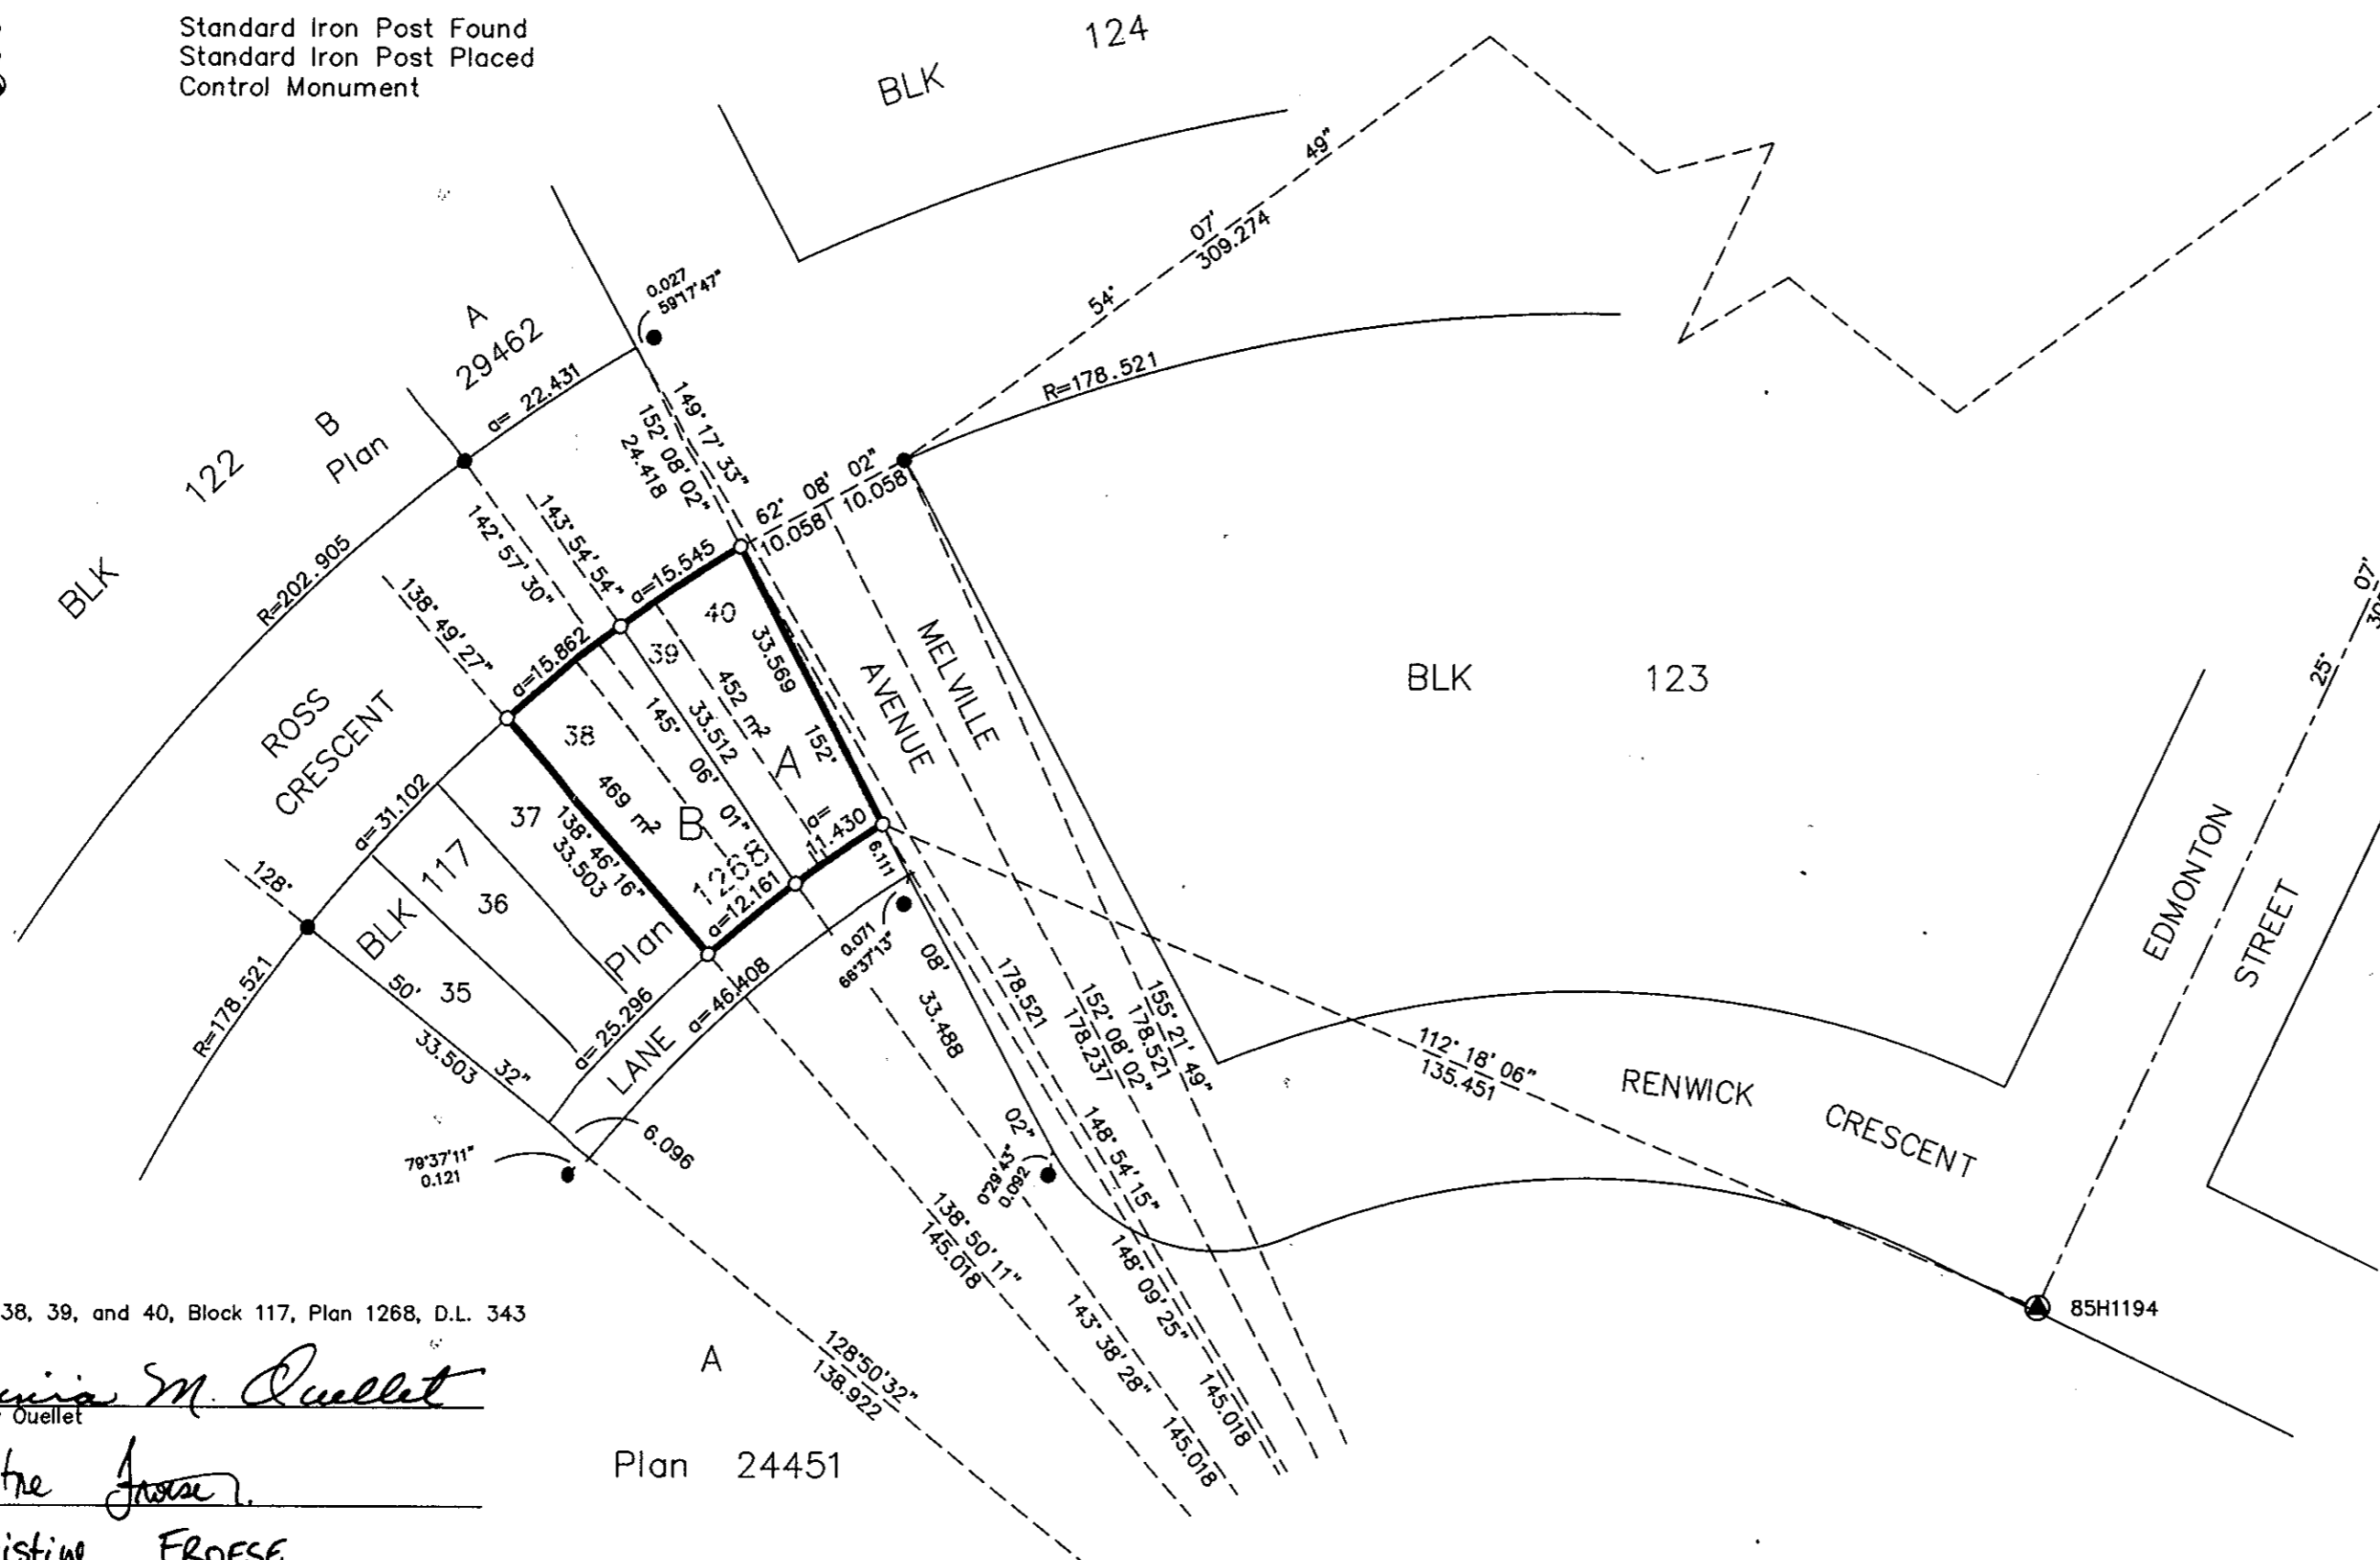 Standard Iron Post Found
Standard Iron Post Placed
Control Monument
124
BLK
49"
07'
309.274
54°
0.027
59°17'47"
A
29462
B
Plan
122
BLK
a= 22.431
R=178.521
149° 17' 33"
152° 08' 02"
24.418
62° 08' 02"
10.058
10.058
R=202.905
142° 57' 30"
143° 54' 54"
138° 49' 27"
a=15.545
a=15.862
40
39
38
33.569
152°
452 m²
33.512
145° 06' 01"
A
469 m²
B
138° 46' 16"
33.503
37
MELVILLE
AVENUE
BLK 123
ROSS
CRESCENT
a=31.102
128°
BLK 117
36
35
Plan 1268
a=
11.430
a=12.161
6.111
0.071
66°37'13"
08'
33.488
02"
178.521
152° 08' 02"
178.237
155° 21' 49"
178.521
R=178.521
50' 32"
33.503
a=25.296
LANE
a=46.408
6.096
79°37'11"
0.121
0°29'43"
0.092
148° 54' 15"
148° 09' 25"
145.018
138° 50' 11"
145.018
143° 38' 28"
145.018
128°50'32"
138.922
112° 18' 06"
135.451
RENWICK CRESCENT
EDMONTON
STREET
25°
07'
85H1194
38, 39, and 40, Block 117, Plan 1268, D.L. 343
M. Ouellet
Ouellet
Froese
FROESE
A
Plan 24451